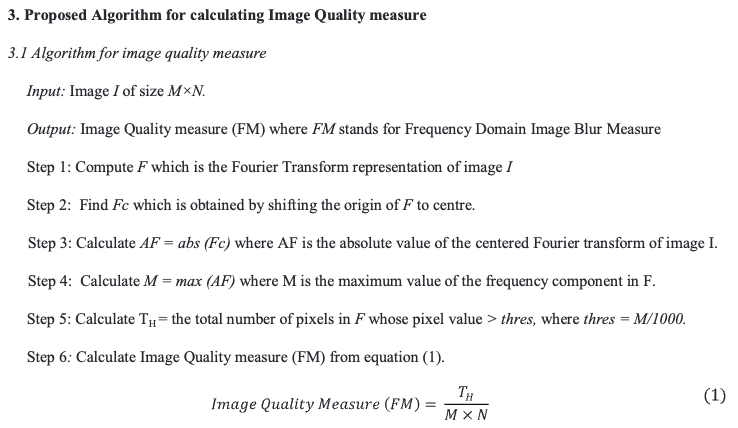 3. Proposed Algorithm for calculating Image Quality measure
3.1 Algorithm for image quality measure
Input: Image I of size M×N.
Output: Image Quality measure (FM) where FM stands for Frequency Domain Image Blur Measure
Step 1: Compute F which is the Fourier Transform representation of image I
Step 2: Find Fc which is obtained by shifting the origin of F to centre.
Step 3: Calculate AF = abs (Fc) where AF is the absolute value of the centered Fourier transform of image I.
Step 4: Calculate M = max (AF) where M is the maximum value of the frequency component in F.
Step 5: Calculate T_H = the total number of pixels in F whose pixel value > thres, where thres = M/1000.
Step 6: Calculate Image Quality measure (FM) from equation (1).
Image Quality Measure (FM) = T_H / M × N (1)